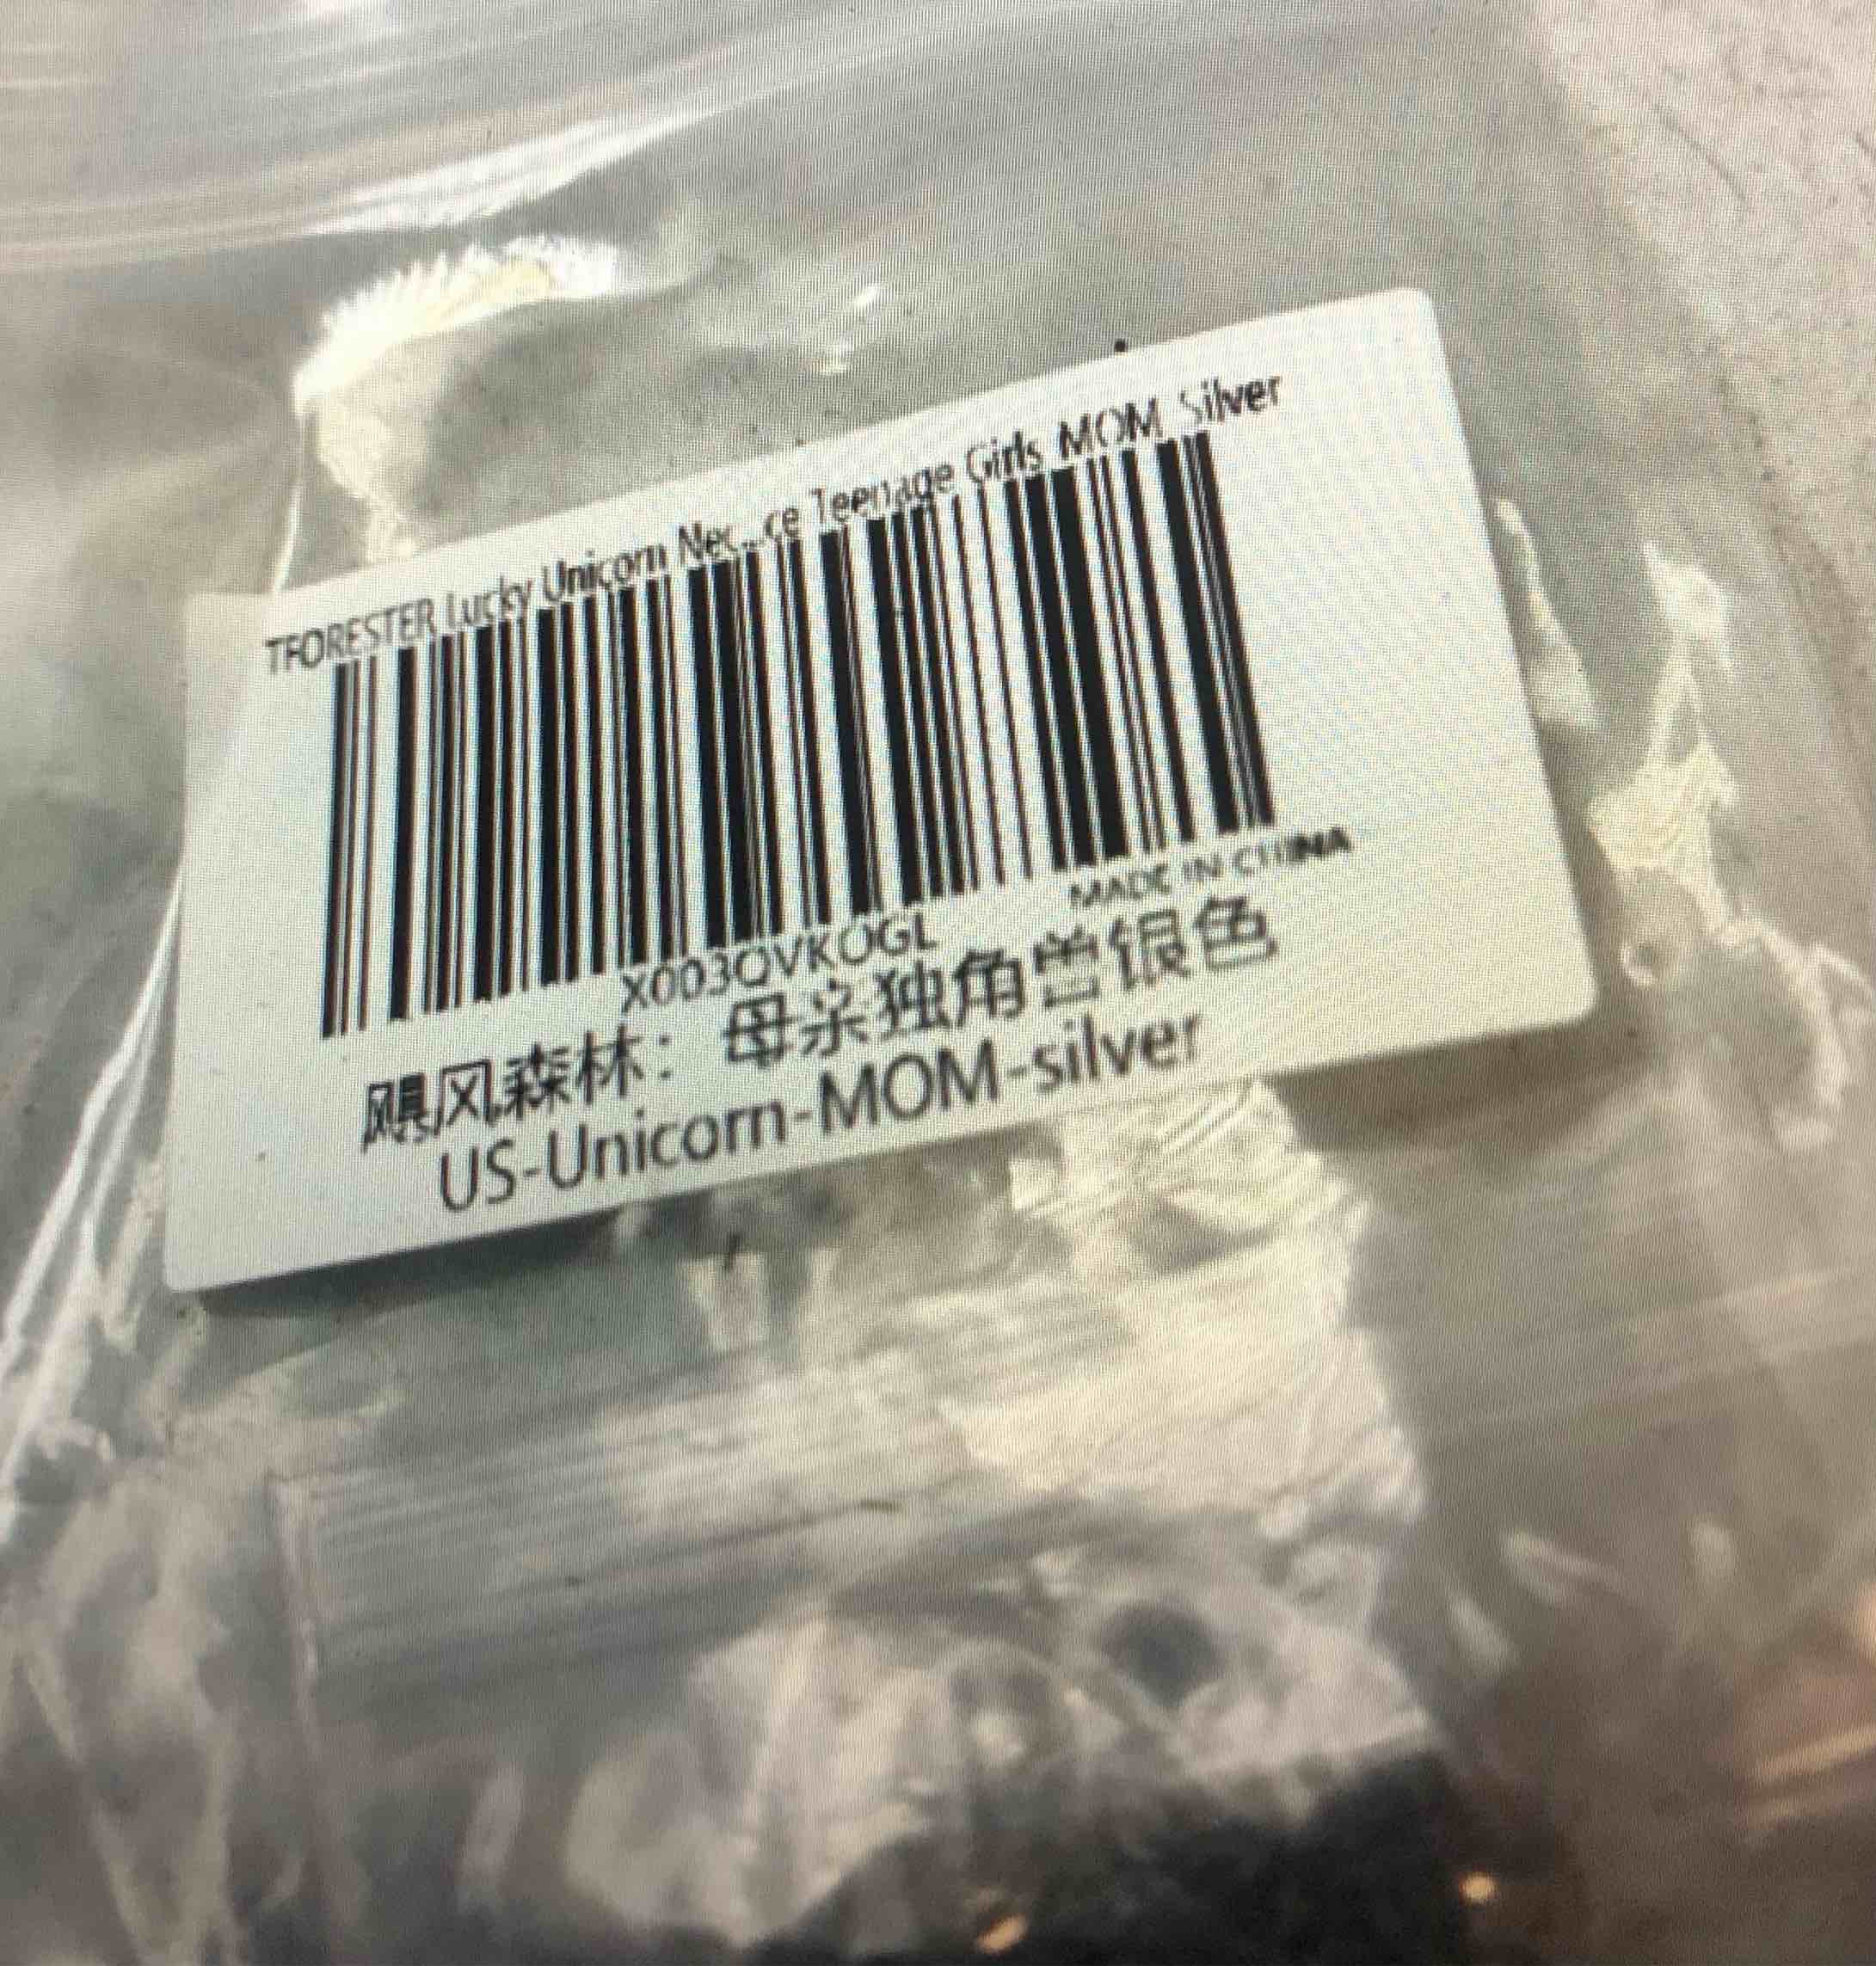 TFORESTER Lucky Unicorn Nec...ce Teenage Girls MOM Silver
X003QVKOGL
MADE IN CHINA
飓风森林：母亲独角兽银色
US-Unicorn-MOM-silver